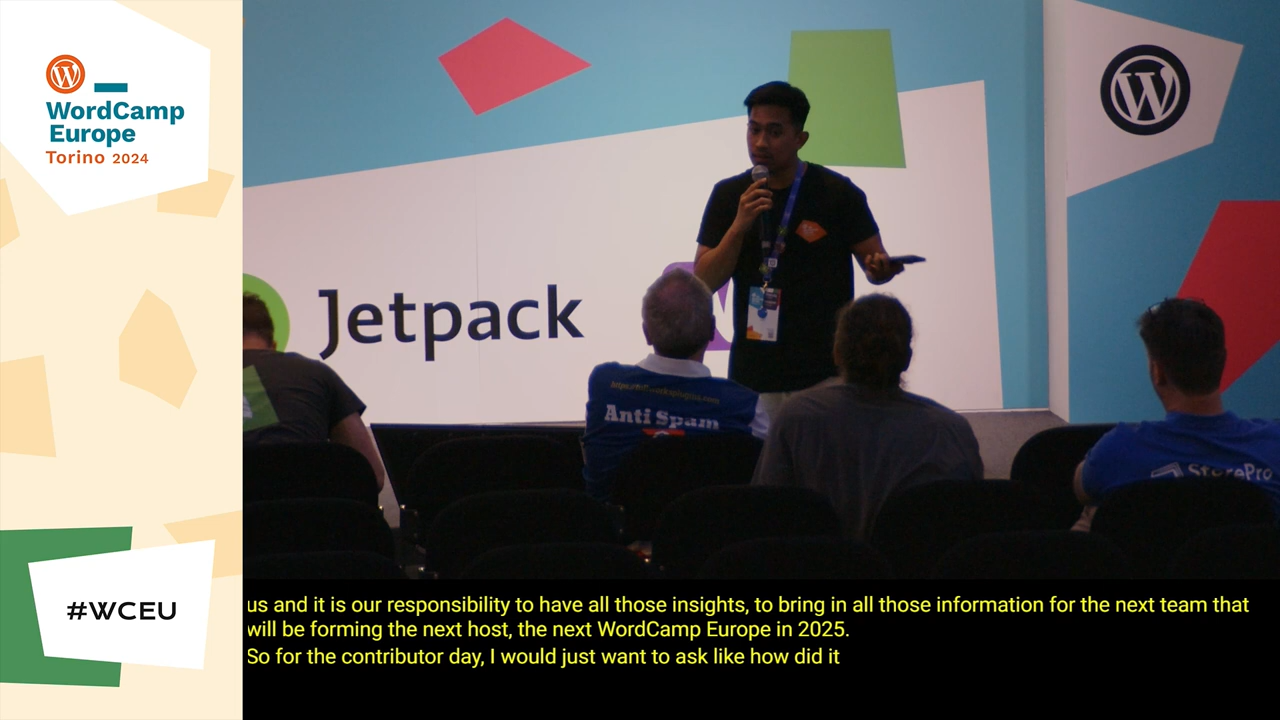 WordCamp
Europe
Torino 2024
#WCEU
Jetpack
Anti Spam
StorePro
us and it is our responsibility to have all those insights, to bring in all those information for the next team that
will be forming the next host, the next WordCamp Europe in 2025.
So for the contributor day, I would just want to ask like how did it